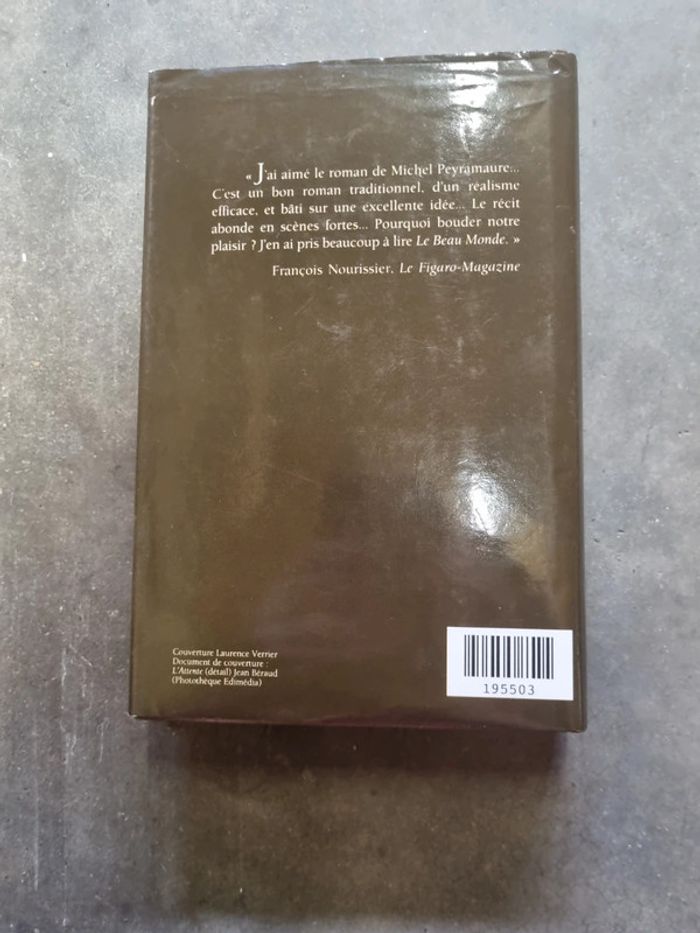 « J'ai aimé le roman de Michel Peyramaure...
C'est un bon roman traditionnel, d'un réalisme
efficace, et bâti sur une excellente idée... Le récit
abonde en scènes fortes... Pourquoi bouder notre
plaisir ? J'en ai pris beaucoup à lire Le Beau Monde. »
François Nourissier, Le Figaro-Magazine
Couverture Laurence Verrier
Document de couverture :
L'Attente (détail) Jean Béraud
(Photothèque Edimédia)
195503